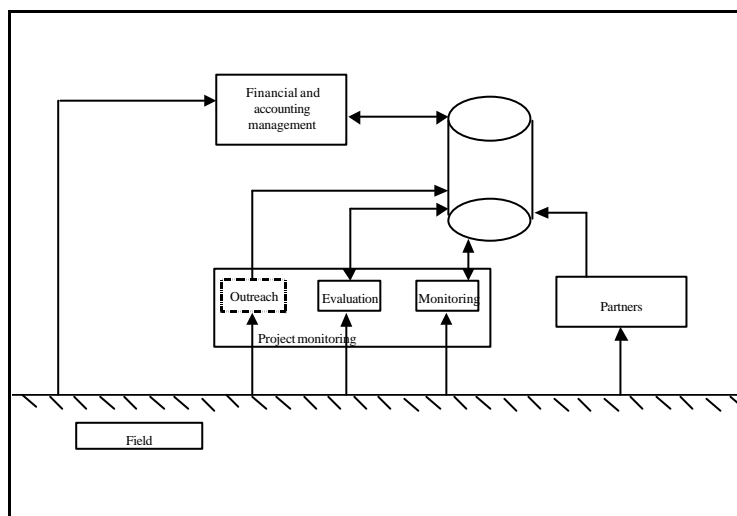 Financial and
accounting
management
Outreach
Evaluation
Monitoring
Partners
Project monitoring
Field